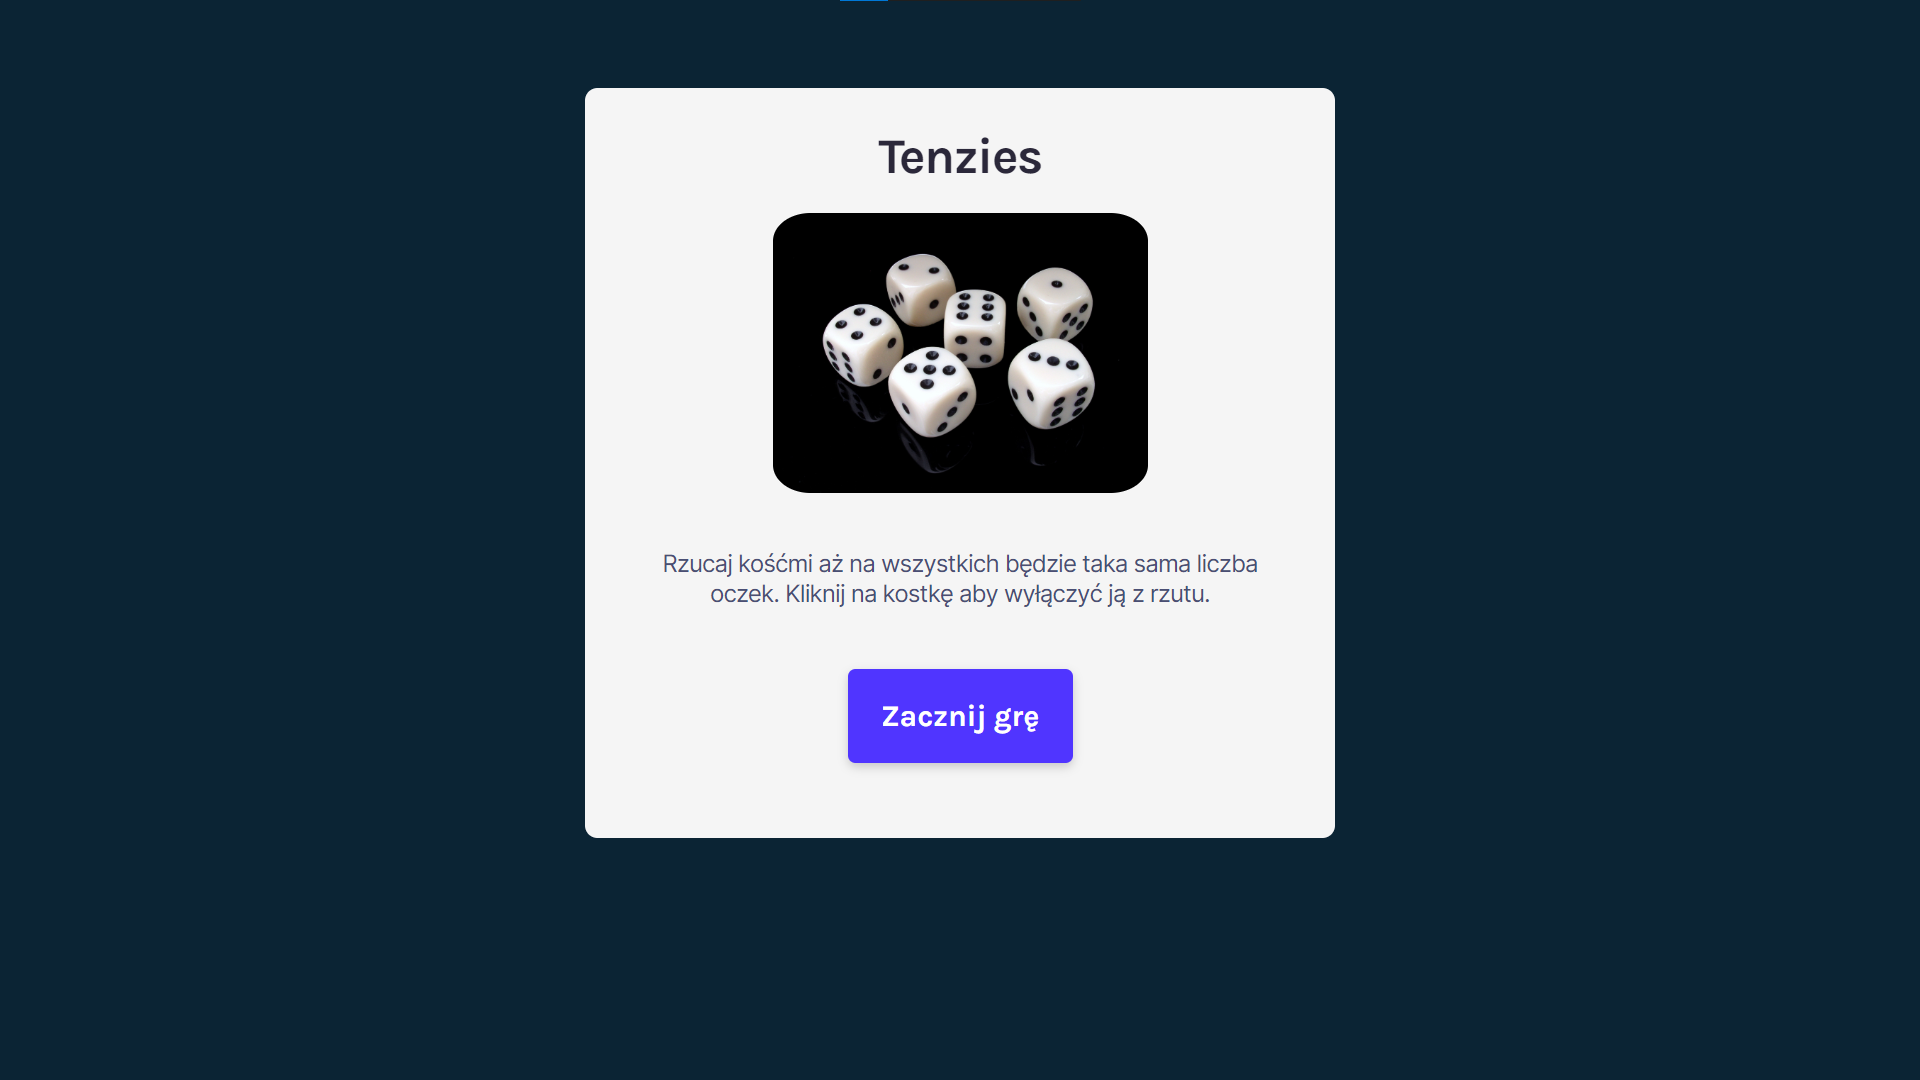 Tenzies
Rzucaj kośćmi aż na wszystkich będzie taka sama liczba
oczek. Kliknij na kostkę aby wyłączyć ją z rzutu.
Zacznij grę